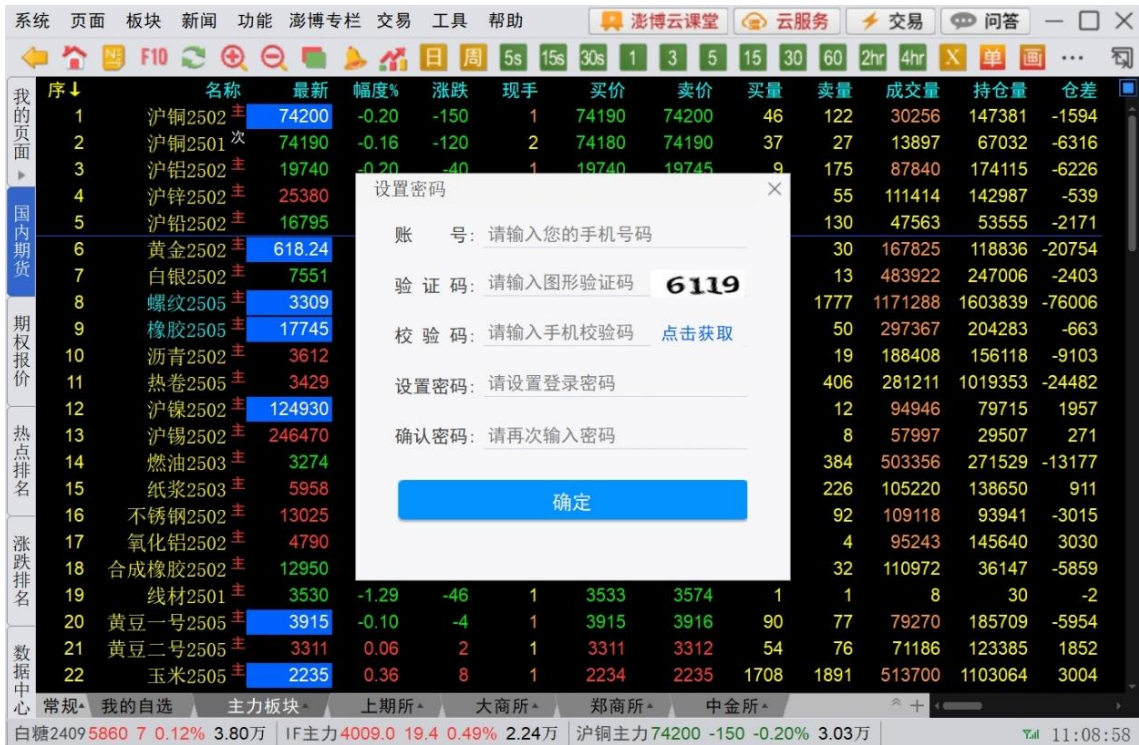 系统 页面 板块 新闻 功能 澎博专栏 交易 工具 帮助 澎博云课堂 云服务 交易 问答
F10 日 周 5s 15s 30s 1 3 5 15 30 60 2hr 4hr X 单 画 ...
我的页面
国内期货
期权报价
热点排名
涨跌排名
数据中心
序↓ 名称 最新 幅度% 涨跌 现手 买价 卖价 买量 卖量 成交量 持仓量 仓差
1 沪铜2502 主 74200 -0.20 -150 1 74190 74200 46 122 30256 147381 -1594
2 沪铜2501 次 74190 -0.16 -120 2 74180 74190 37 27 13897 67032 -6316
3 沪铝2502 主 19740 -0.20 -40 1 19740 19745 9 175 87840 174115 -6226
4 沪锌2502 主 25380 55 111414 142987 -539
5 沪铅2502 主 16795 130 47563 53555 -2171
6 黄金2502 主 618.24 30 167825 118836 -20754
7 白银2502 主 7551 13 483922 247006 -2403
8 螺纹2505 主 3309 1777 1171288 1603839 -76006
9 橡胶2505 主 17745 50 297367 204283 -663
10 沥青2502 主 3612 19 188408 156118 -9103
11 热卷2505 主 3429 406 281211 1019353 -24482
12 沪镍2502 主 124930 12 94946 79715 1957
13 沪锡2502 主 246470 8 57997 29507 271
14 燃油2503 主 3274 384 503356 271529 -13177
15 纸浆2503 主 5958 226 105220 138650 911
16 不锈钢2502 主 13025 92 109118 93941 -3015
17 氧化铝2502 主 4790 4 95243 145640 3030
18 合成橡胶2502 主 12950 32 110972 36147 -5859
19 线材2501 主 3530 -1.29 -46 1 3533 3574 1 1 8 30 -2
20 黄豆一号2505 主 3915 -0.10 -4 1 3915 3916 90 77 79270 185709 -5954
21 黄豆二号2505 主 3311 0.06 2 1 3311 3312 54 76 71186 123385 1852
22 玉米2505 主 2235 0.36 8 1 2234 2235 1708 1891 513700 1103064 3004
设置密码
账 号: 请输入您的手机号码
验 证 码: 请输入图形验证码 6119
校 验 码: 请输入手机校验码 点击获取
设置密码: 请设置登录密码
确认密码: 请再次输入密码
确定
常规 我的自选 主力板块 上期所 大商所 郑商所 中金所
白糖2409 5860 7 0.12% 3.80万 IF主力 4009.0 19.4 0.49% 2.24万 沪铜主力 74200 -150 -0.20% 3.03万 11:08:58